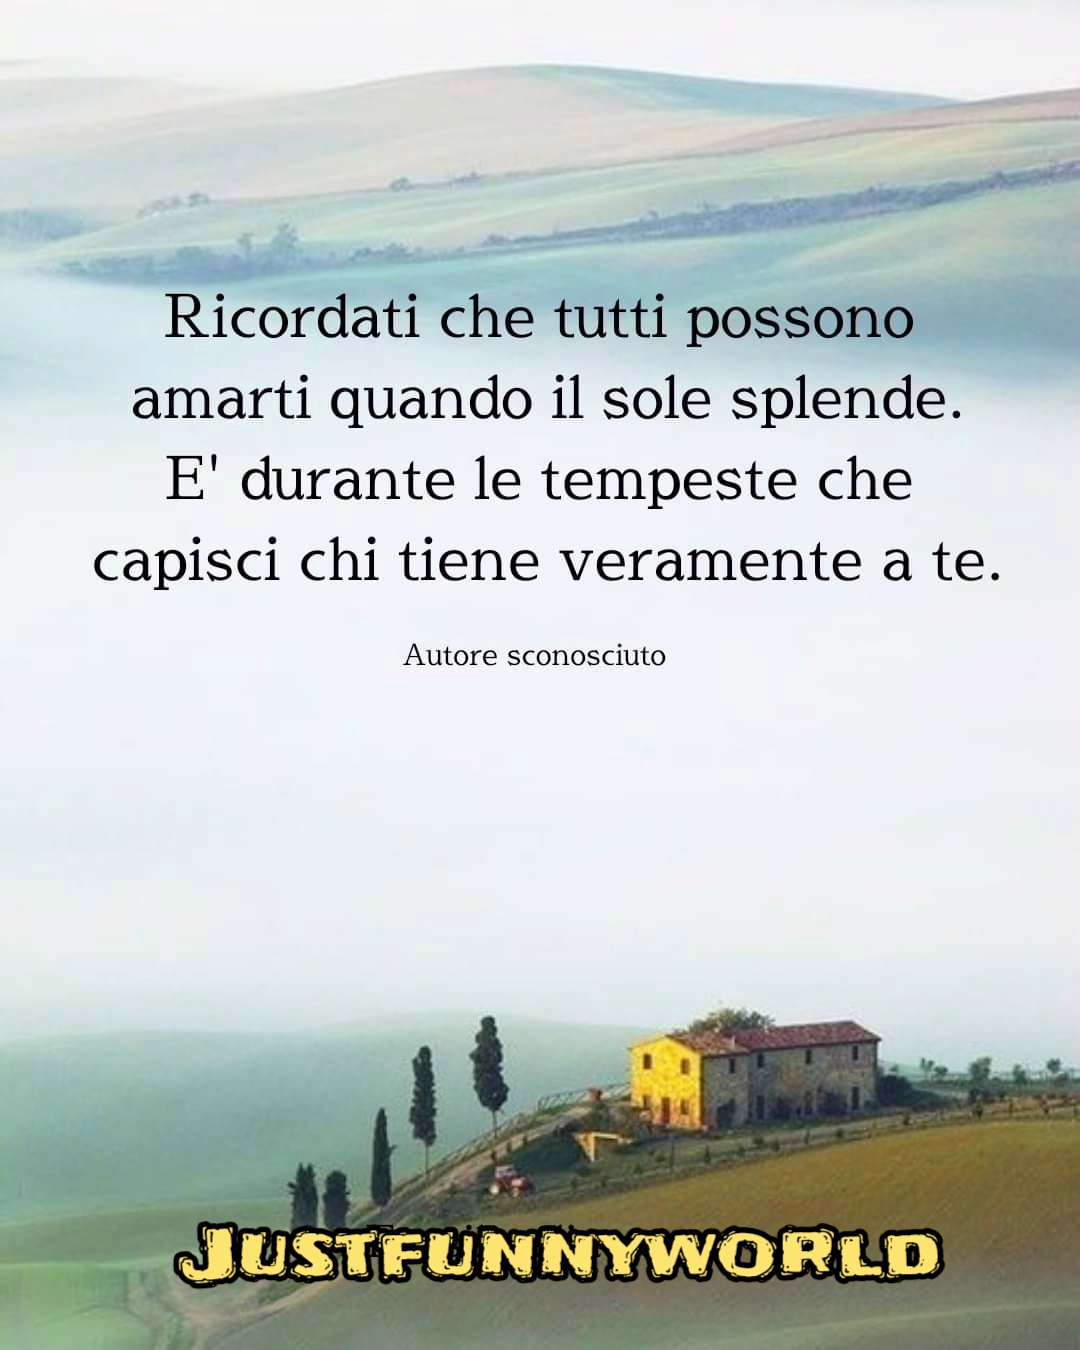 Ricordati che tutti possono
amarti quando il sole splende.
E' durante le tempeste che
capisci chi tiene veramente a te.
Autore sconosciuto
JUSTFUNNYWORLD